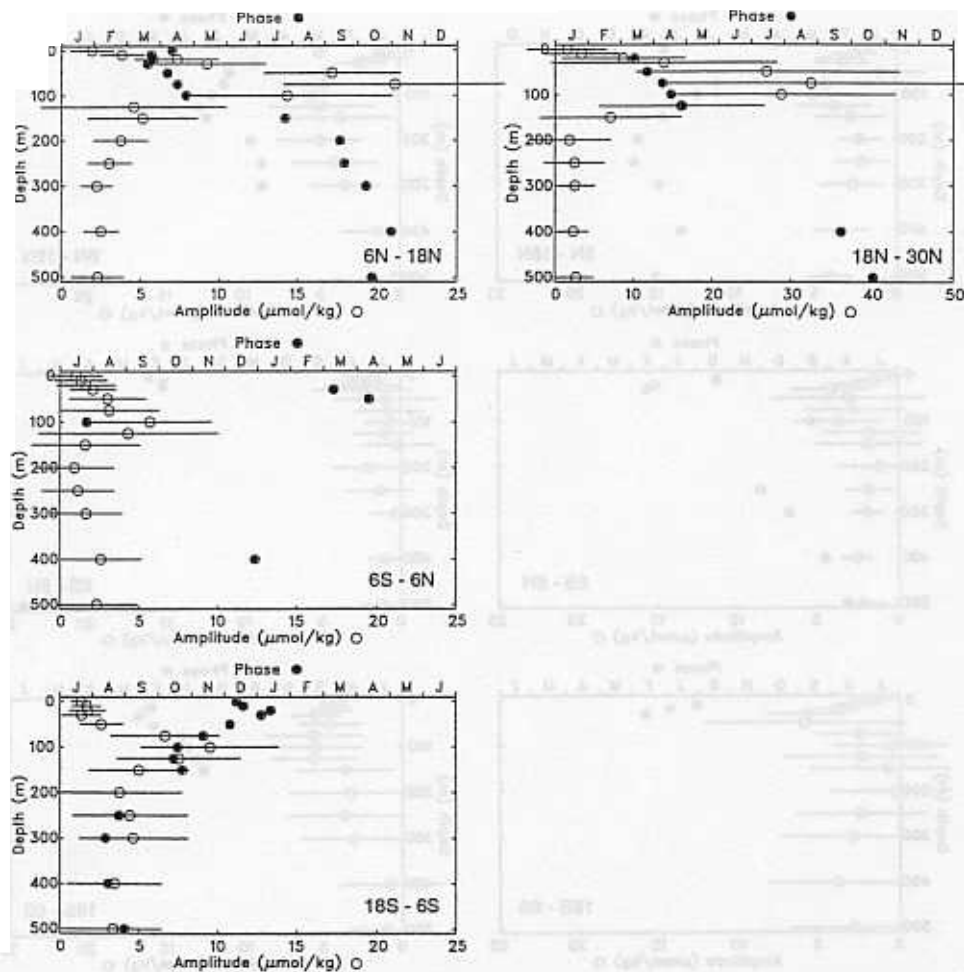 Phase ●
J F M A M J J A S O N D
0
100
200
300
400
500
Depth (m)
6N - 18N
0 5 10 15 20 25
Amplitude (μmol/kg) O
Phase ●
J F M A M J J A S O N D
0
100
200
300
400
500
Depth (m)
18N - 30N
0 10 20 30 40 50
Amplitude (μmol/kg) O
Phase ●
J A S O N D J F M A M J
0
100
200
300
400
500
Depth (m)
6S - 6N
0 5 10 15 20 25
Amplitude (μmol/kg) O
Phase ●
J A S O N D J F M A M J
0
100
200
300
400
500
Depth (m)
18S - 6S
0 5 10 15 20 25
Amplitude (μmol/kg) O